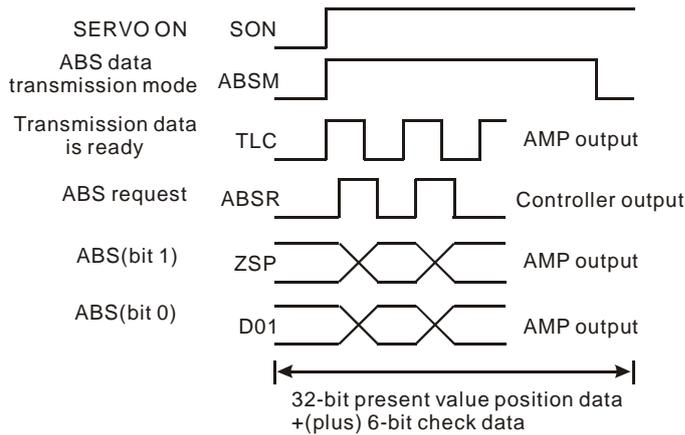 SERVO ON SON
ABS data
transmission mode ABSM
Transmission data
is ready TLC AMP output
ABS request ABSR Controller output
ABS(bit 1) ZSP AMP output
ABS(bit 0) D01 AMP output
32-bit present value position data
+(plus) 6-bit check data